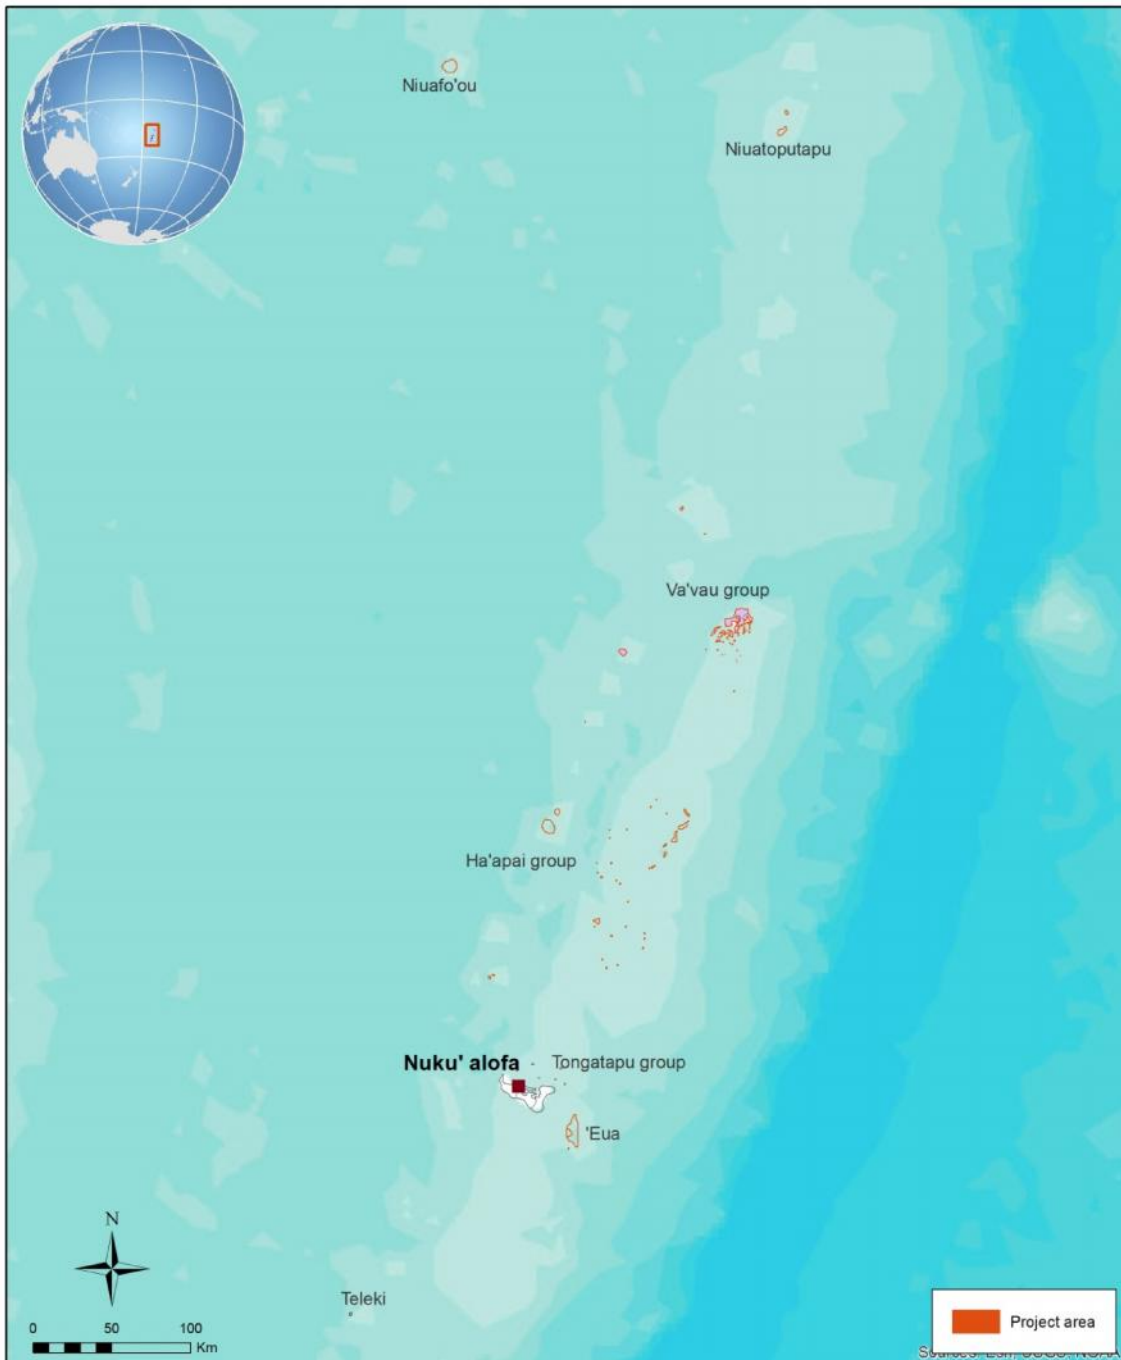 Niuafo'ou
Niuatoputapu
Va'vau group
Ha'apai group
Nuku' alofa
Tongatapu group
'Eua
N
Teleki
0 50 100
Km
Project area